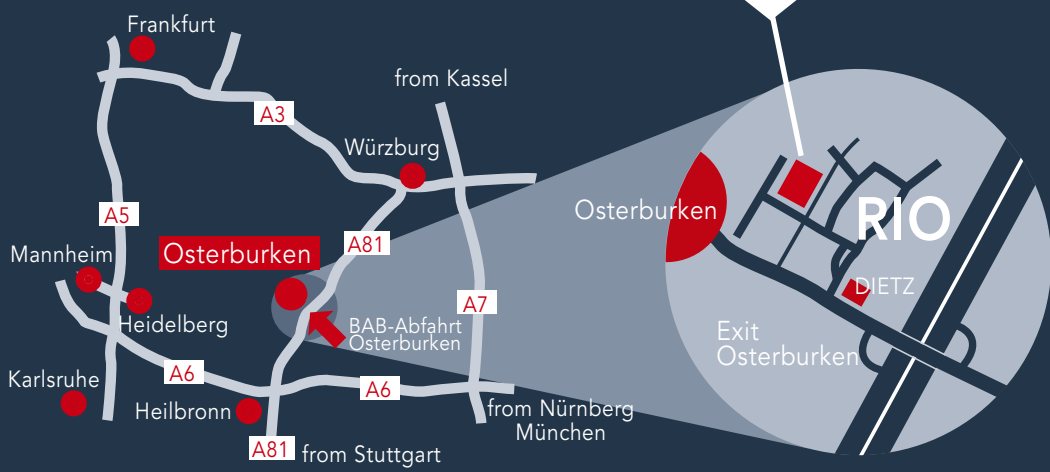 Frankfurt
from Kassel
A3
Würzburg
A5
Osterburken
A81
Mannheim
Osterburken
RIO
DIETZ
Heidelberg
A7
BAB-Abfahrt
Osterburken
Exit
Osterburken
Karlsruhe
A6
A6
Heilbronn
from Nürnberg
München
A81
from Stuttgart